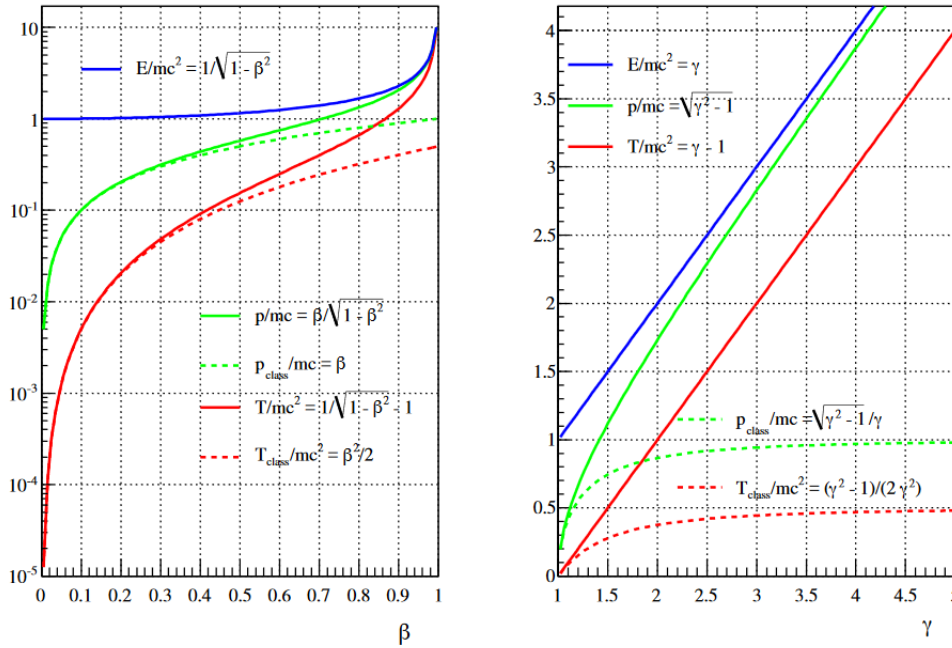 10
1
10⁻¹
10⁻²
10⁻³
10⁻⁴
10⁻⁵
0 0.1 0.2 0.3 0.4 0.5 0.6 0.7 0.8 0.9 1
β
E/mc² = 1/√1 - β²
p/mc = β/√1 - β²
p_class/mc = β
T/mc² = 1/√1 - β² - 1
T_class/mc² = β²/2
4
3.5
3
2.5
2
1.5
1
0.5
0
1 1.5 2 2.5 3 3.5 4 4.5
γ
E/mc² = γ
p/mc = √γ² - 1
T/mc² = γ - 1
p_class/mc = √γ² - 1/γ
T_class/mc² = (γ² - 1)/(2 γ²)